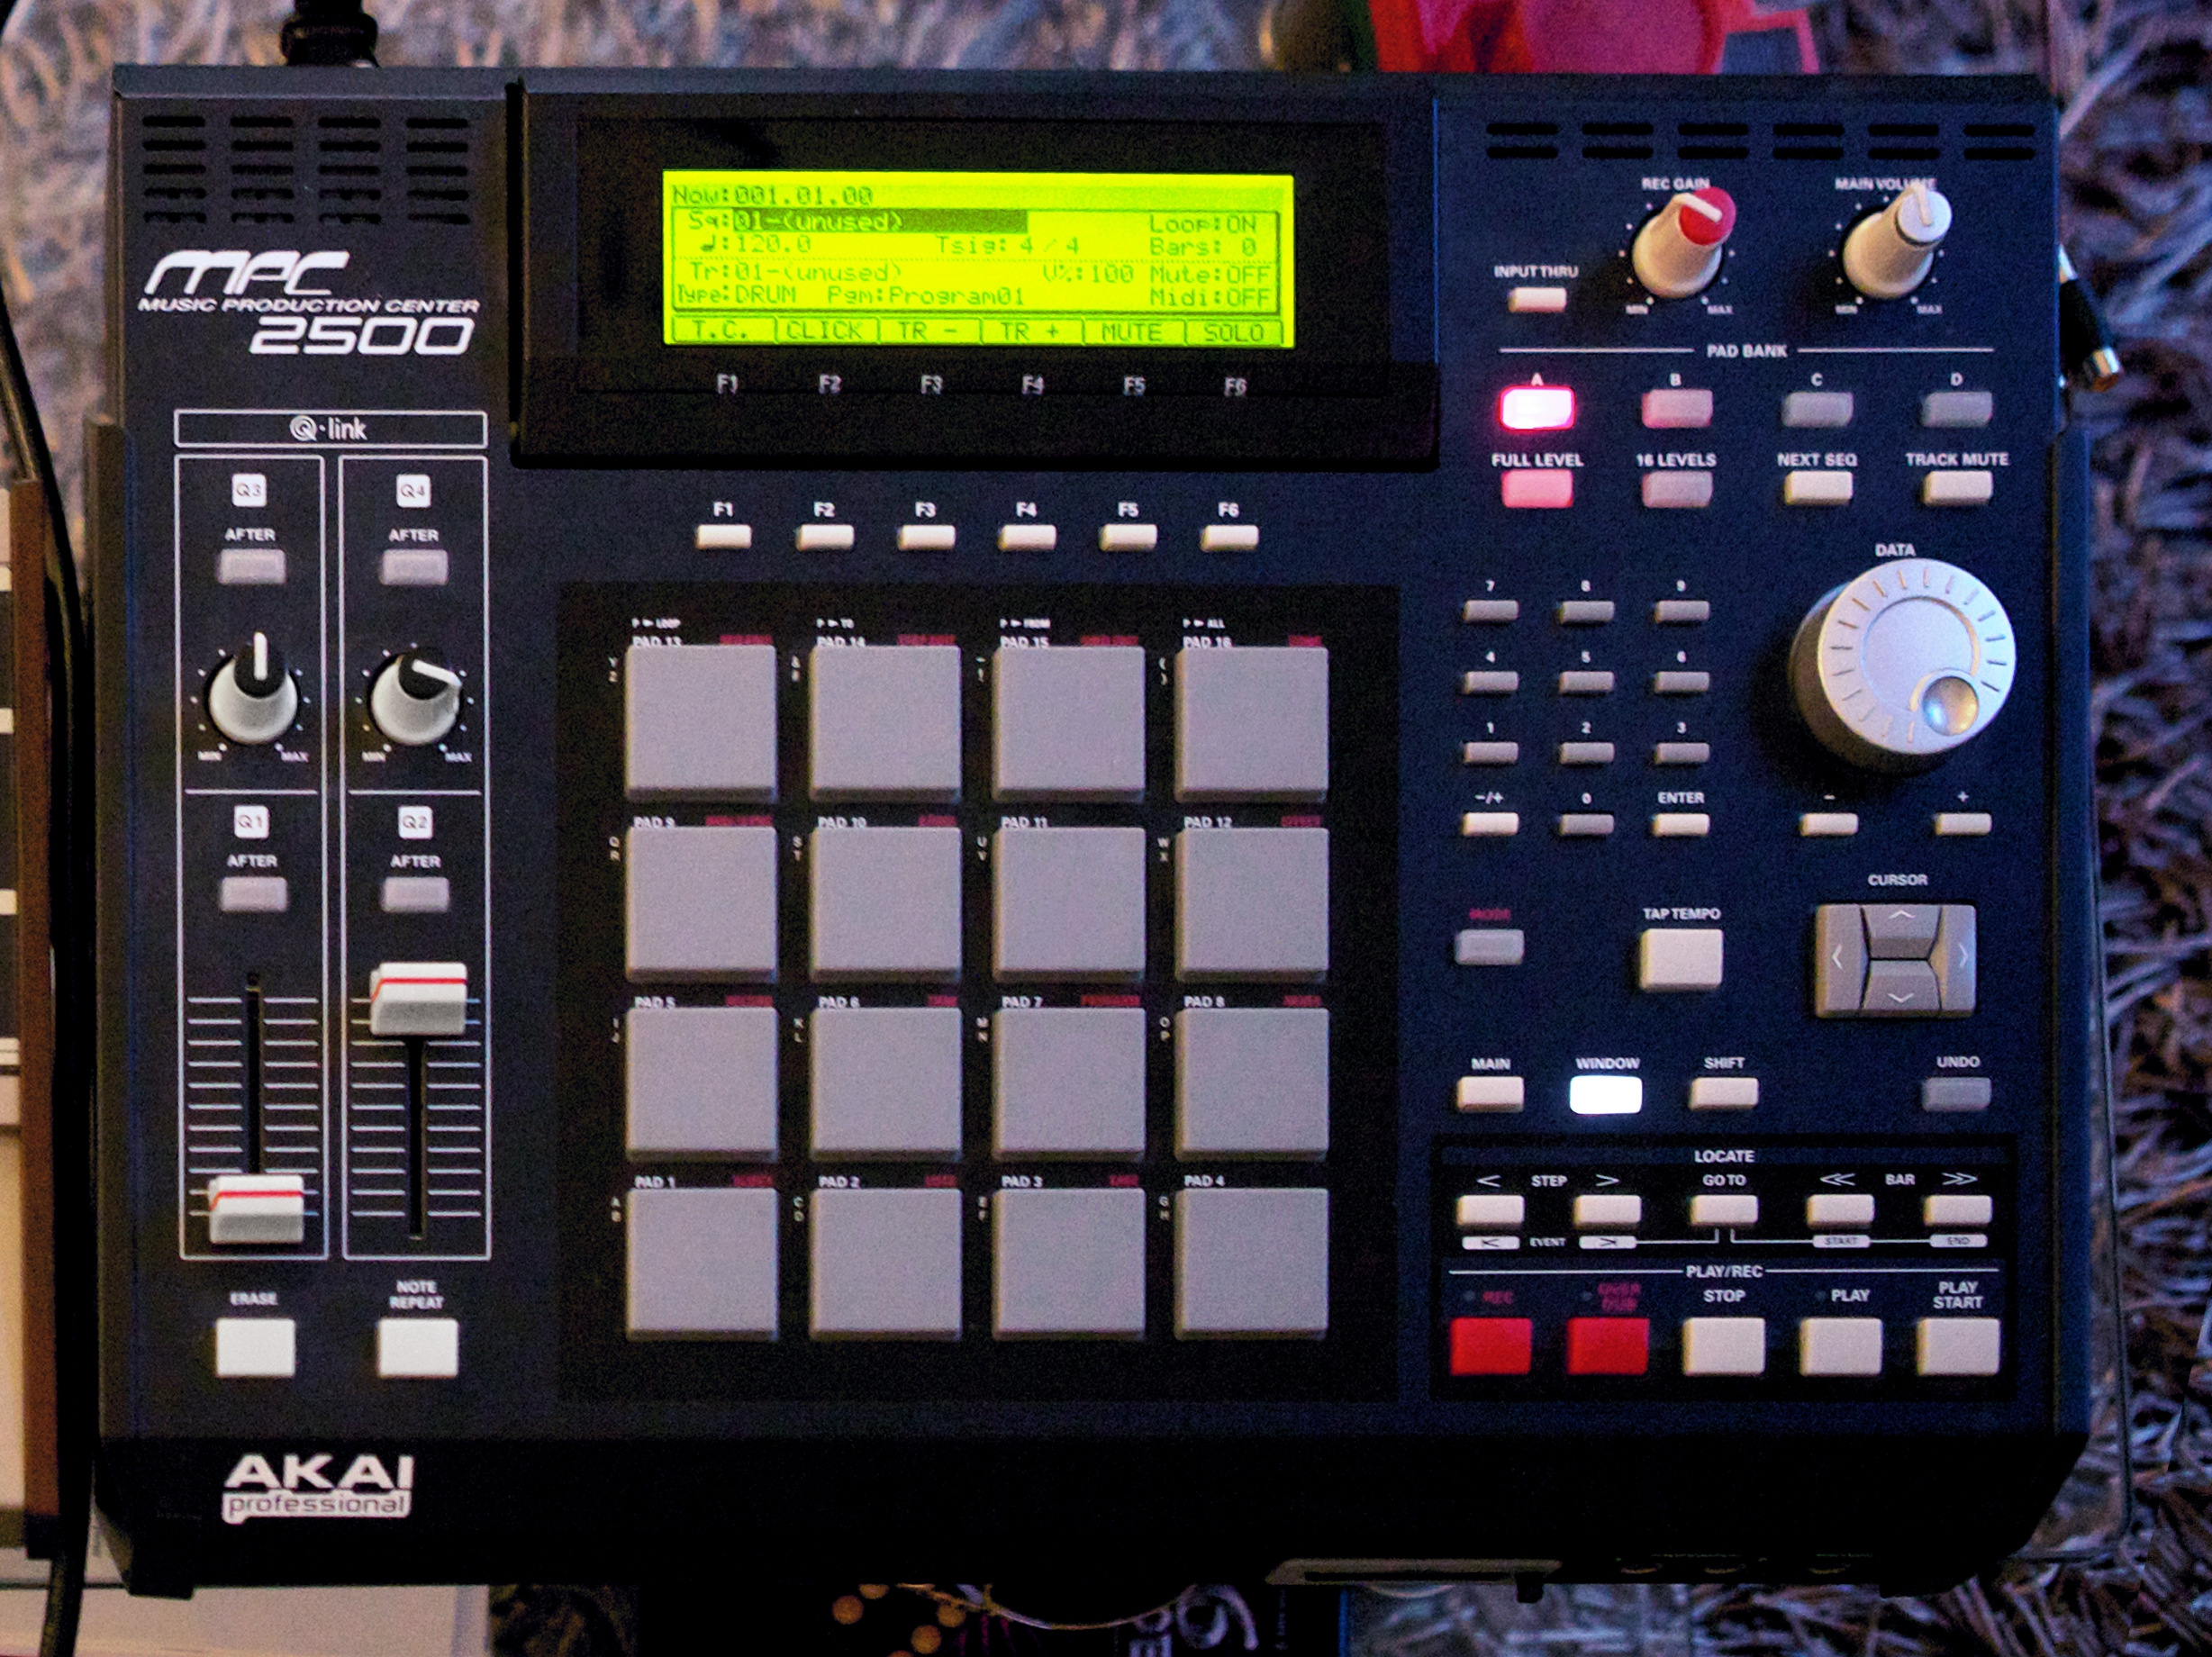 MPC
MUSIC PRODUCTION CENTER
2500
Now:001.01.00
Sq:01-(unused) Loop:ON
♩:120.0 Tsig: 4 / 4 Bars: 0
Tr:01-(unused) V%:100 Mute:OFF
Type:DRUM Pgm:Program01 Midi:OFF
T.C. CLICK TR - TR + MUTE SOLO
F1 F2 F3 F4 F5 F6
REC GAIN MAIN VOLUME
INPUT THRU
MIN MAX MIN MAX
PAD BANK
A B C D
FULL LEVEL 16 LEVELS NEXT SEQ TRACK MUTE
Q·link
Q3 Q4
AFTER AFTER
MIN MAX MIN MAX
Q1 Q2
AFTER AFTER
ERASE NOTE REPEAT
F1 F2 F3 F4 F5 F6
P ► LOOP P ► TO P ► FROM P ► ALL
PAD 13 PAD 14 PAD 15 PAD 16
Y Z & # - ! ( )
PAD 9 PAD 10 PAD 11 PAD 12
Q R S T U V W X
PAD 5 PAD 6 PAD 7 PROGRAM PAD 8
I J K L M N O P
PAD 1 PAD 2 PAD 3 PAD 4
A B C D E F G H
DATA
7 8 9
4 5 6
1 2 3
-/+ 0 ENTER - +
CURSOR
MODE TAP TEMPO
MAIN WINDOW SHIFT UNDO
LOCATE
< STEP > GO TO << BAR >>
EVENT START END
PLAY/REC
REC OVER DUB STOP PLAY PLAY START
AKAI
professional